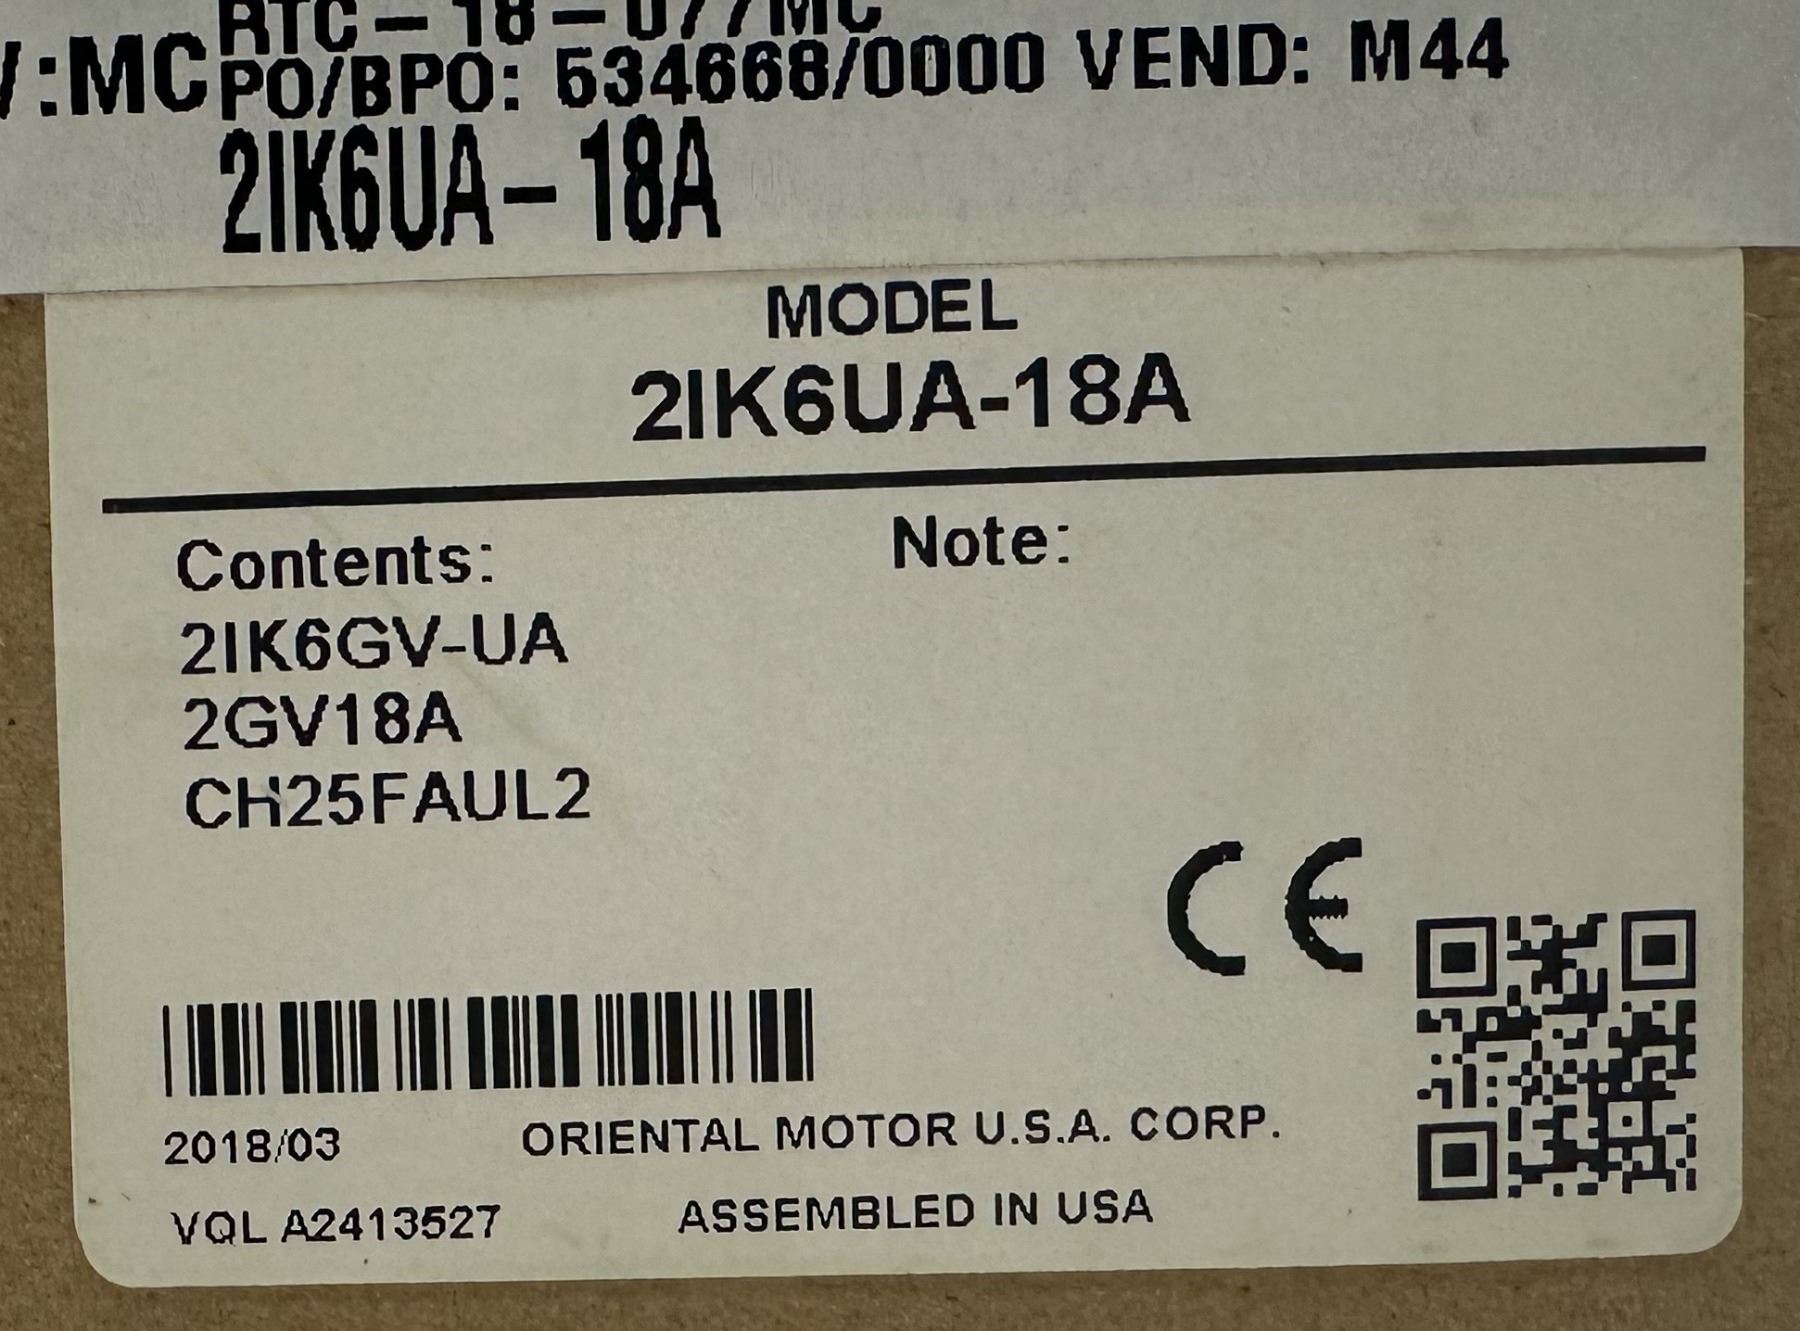 RTC-18-077MC
V:MC PO/BPO: 534668/0000 VEND: M44
2IK6UA-18A
MODEL
2IK6UA-18A
Contents:
Note:
2IK6GV-UA
2GV18A
CH25FAUL2
CE
2018/03
ORIENTAL MOTOR U.S.A. CORP.
VQL A2413527
ASSEMBLED IN USA